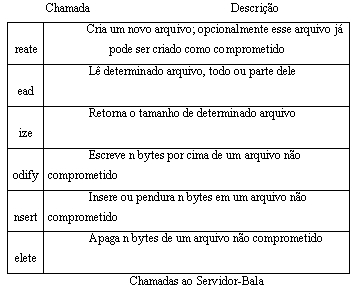 Chamada Descrição
Cria um novo arquivo; opcionalmente esse arquivo já
reate pode ser criado como comprometido
Lê determinado arquivo, todo ou parte dele
ead
Retorna o tamanho de determinado arquivo
ize
Escreve n bytes por cima de um arquivo não
odify comprometido
Insere ou pendura n bytes em um arquivo não
nsert comprometido
Apaga n bytes de um arquivo não comprometido
elete
Chamadas ao Servidor-Bala